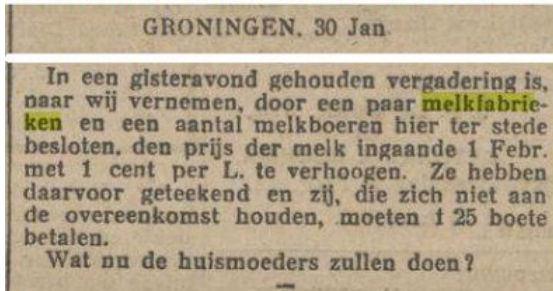 GRONINGEN, 30 Jan.
In een gisteravond gehouden vergadering is,
naar wij vernemen, door een paar melkfabrie-
ken en een aantal melkboeren hier ter stede
besloten, den prijs der melk ingaande 1 Febr.
met 1 cent per L. te verhoogen. Ze hebben
daarvoor geteekend en zij, die zich niet aan
de overeenkomst houden, moeten f 25 boete
betalen.
Wat nu de huismoeders zullen doen?